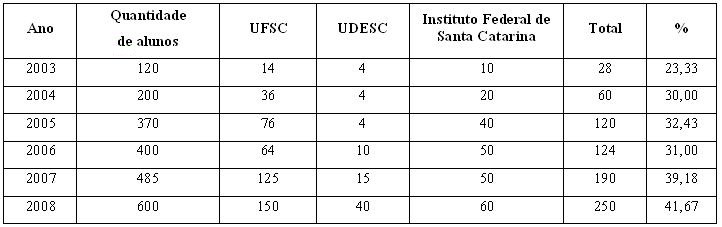 Ano Quantidade de alunos UFSC UDESC Instituto Federal de Santa Catarina Total %
2003 120 14 4 10 28 23,33
2004 200 36 4 20 60 30,00
2005 370 76 4 40 120 32,43
2006 400 64 10 50 124 31,00
2007 485 125 15 50 190 39,18
2008 600 150 40 60 250 41,67